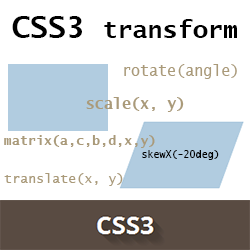 CSS3 transform
rotate(angle)
scale(x, y)
matrix(a,c,b,d,x,y)
skewX(-20deg)
translate(x, y)
CSS3